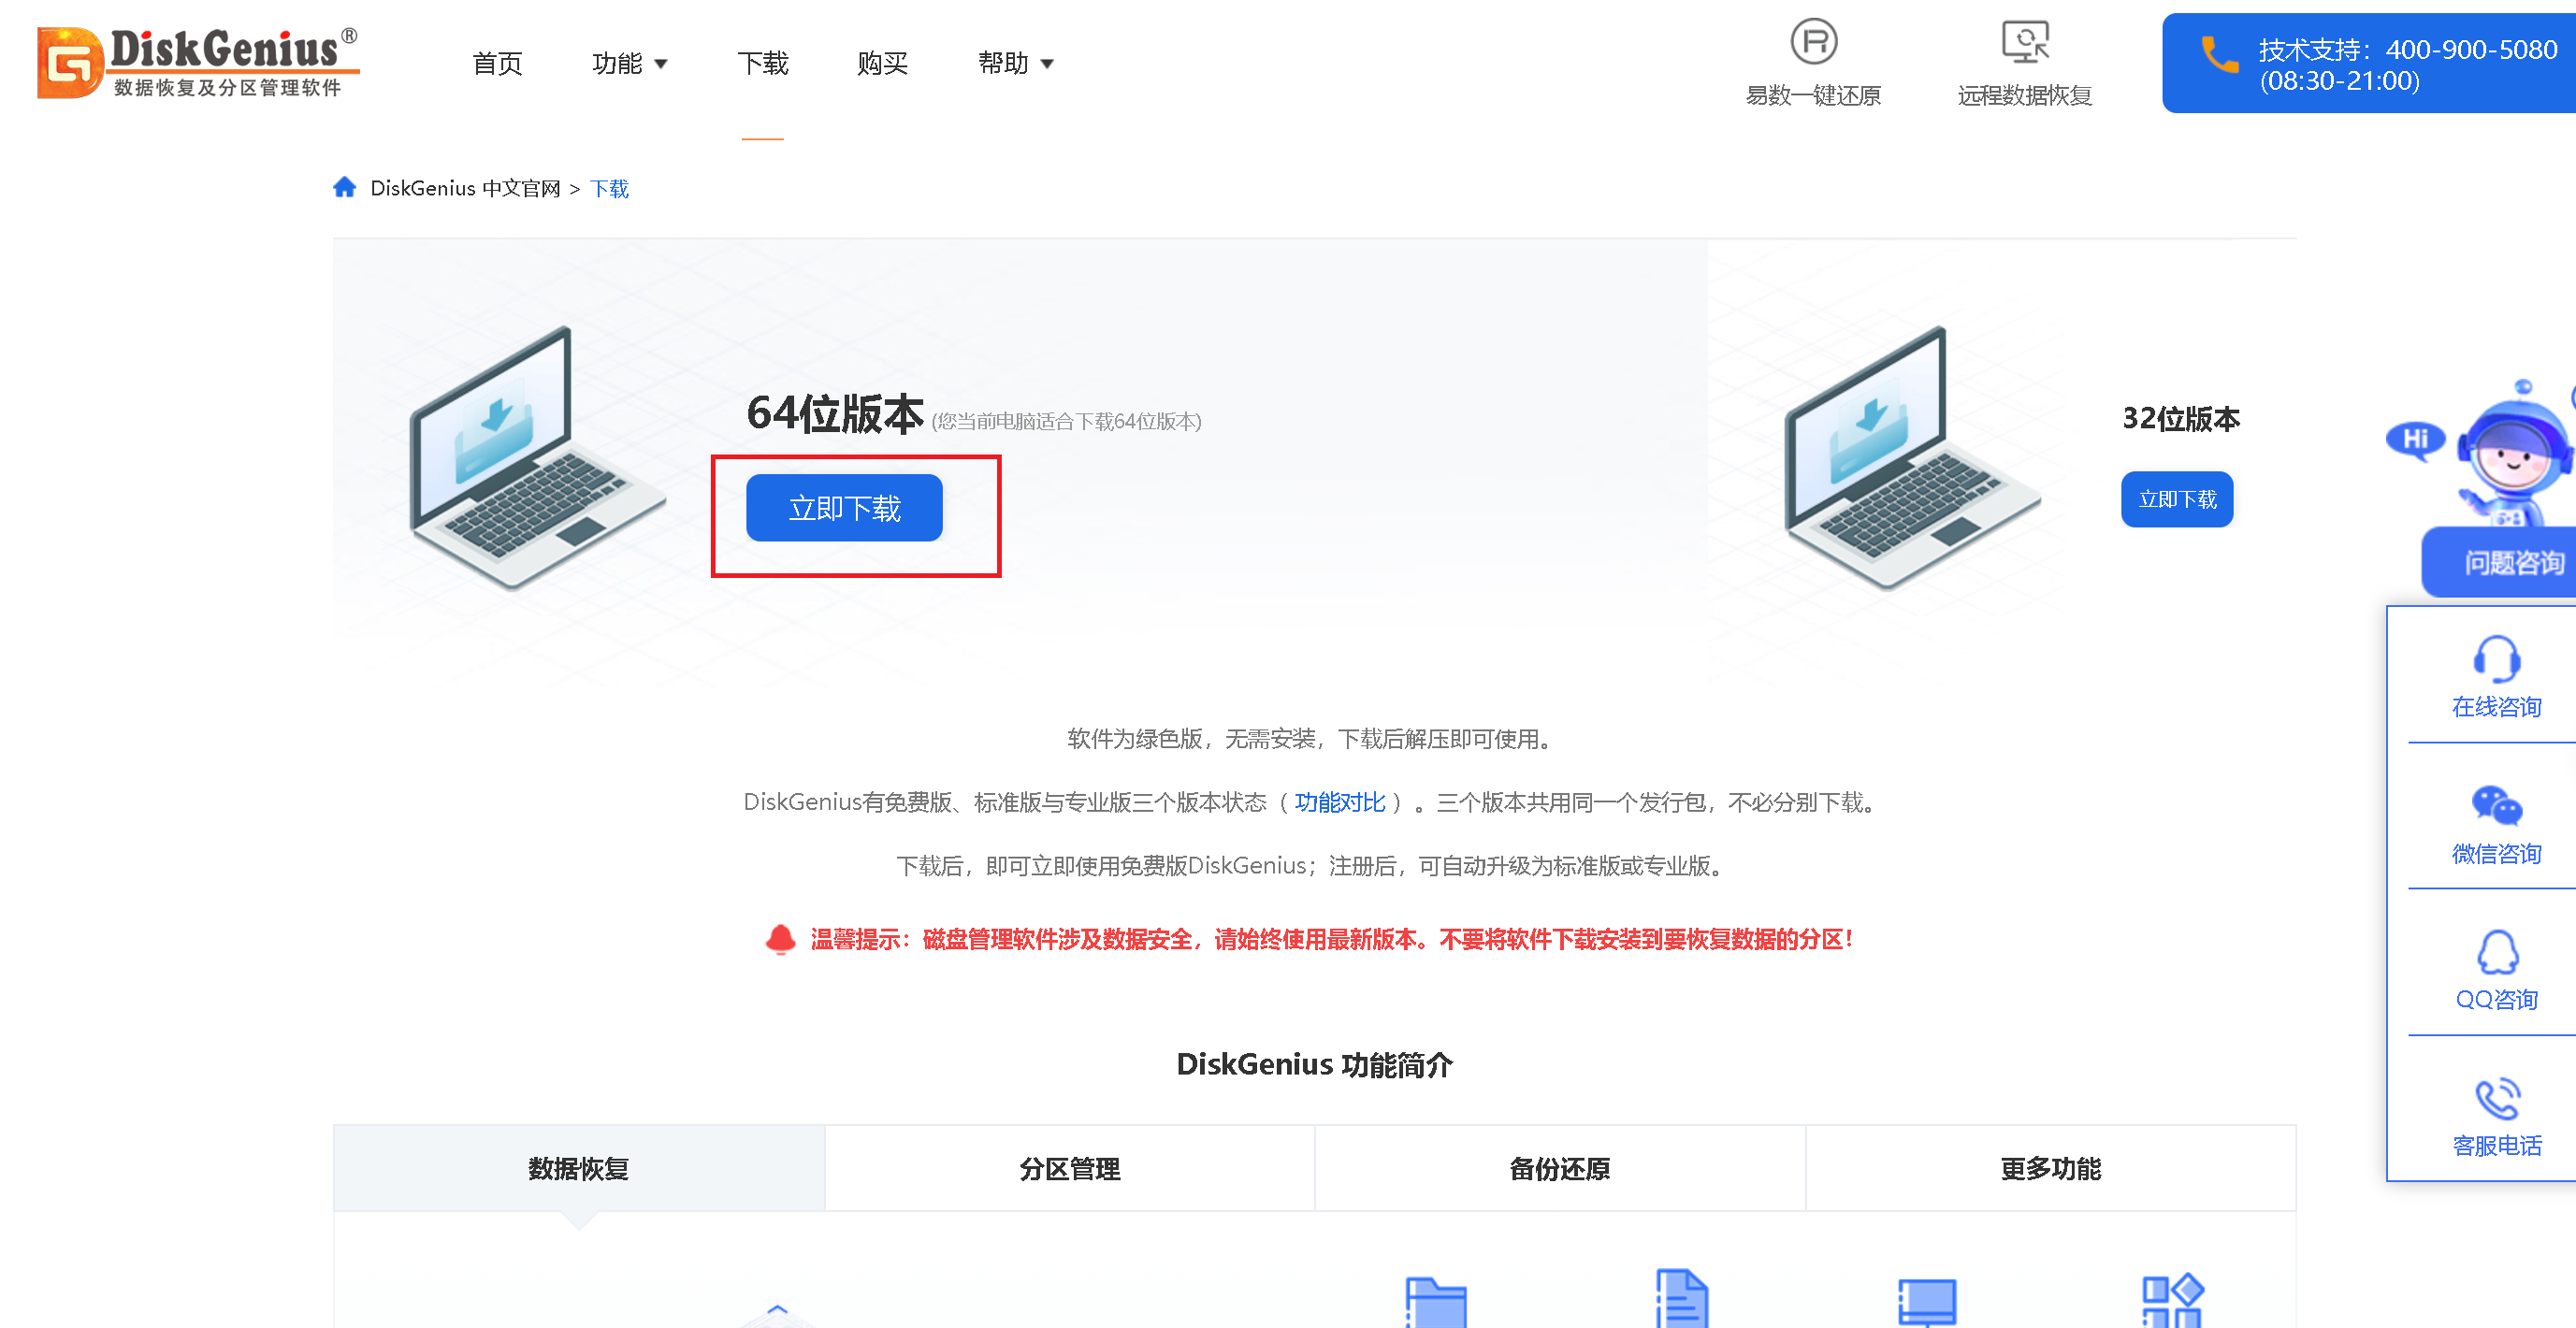 DiskGenius®
数据恢复及分区管理软件
首页
功能
下载
购买
帮助
易数一键还原
远程数据恢复
技术支持：400-900-5080
(08:30-21:00)
DiskGenius 中文官网 > 下载
64位版本 (您当前电脑适合下载64位版本)
立即下载
32位版本
立即下载
Hi
问题咨询
在线咨询
微信咨询
QQ咨询
客服电话
软件为绿色版，无需安装，下载后解压即可使用。
DiskGenius有免费版、标准版与专业版三个版本状态（ 功能对比 ）。三个版本共用同一个发行包，不必分别下载。
下载后，即可立即使用免费版DiskGenius；注册后，可自动升级为标准版或专业版。
温馨提示：磁盘管理软件涉及数据安全，请始终使用最新版本。不要将软件下载安装到要恢复数据的分区！
DiskGenius 功能简介
数据恢复
分区管理
备份还原
更多功能